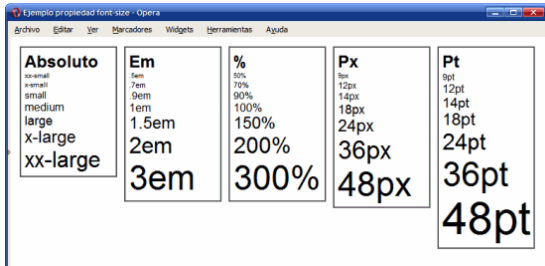 Ejemplo propiedad font-size - Opera
Archivo Editar Ver Marcadores Widgets Herramientas Ayuda
Absoluto
xx-small
x-small
small
medium
large
x-large
xx-large
Em
.5em
.7em
.9em
1em
1.5em
2em
3em
%
50%
70%
90%
100%
150%
200%
300%
Px
9px
12px
14px
18px
24px
36px
48px
Pt
9pt
12pt
14pt
18pt
24pt
36pt
48pt